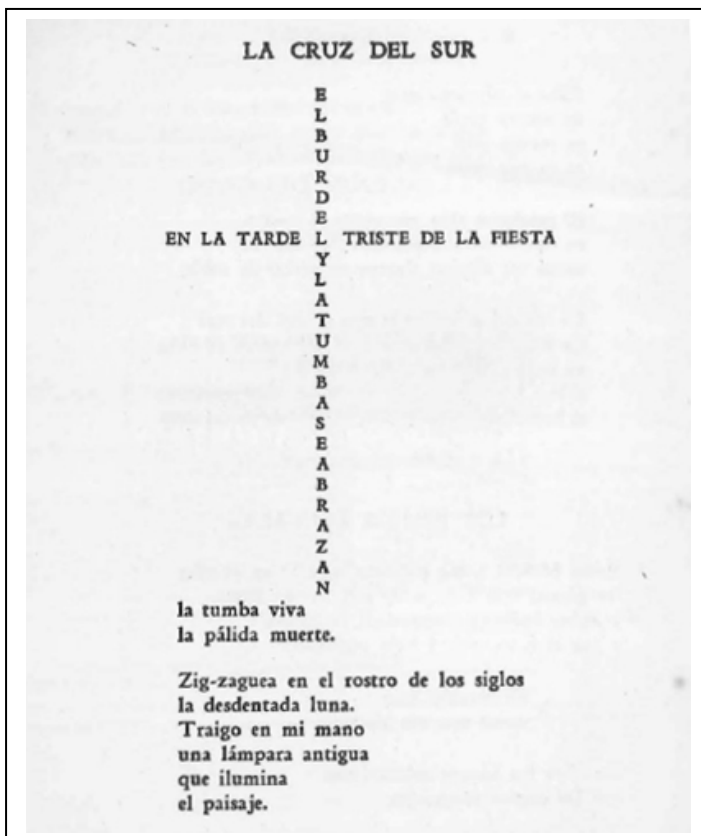 LA CRUZ DEL SUR
ELBURDELYLATUMBASEABRAZAN
EN LA TARDE L TRISTE DE LA FIESTA
la tumba viva
la pálida muerte.
Zig-zaguea en el rostro de los siglos
la desdentada luna.
Traigo en mi mano
una lámpara antigua
que ilumina
el paisaje.